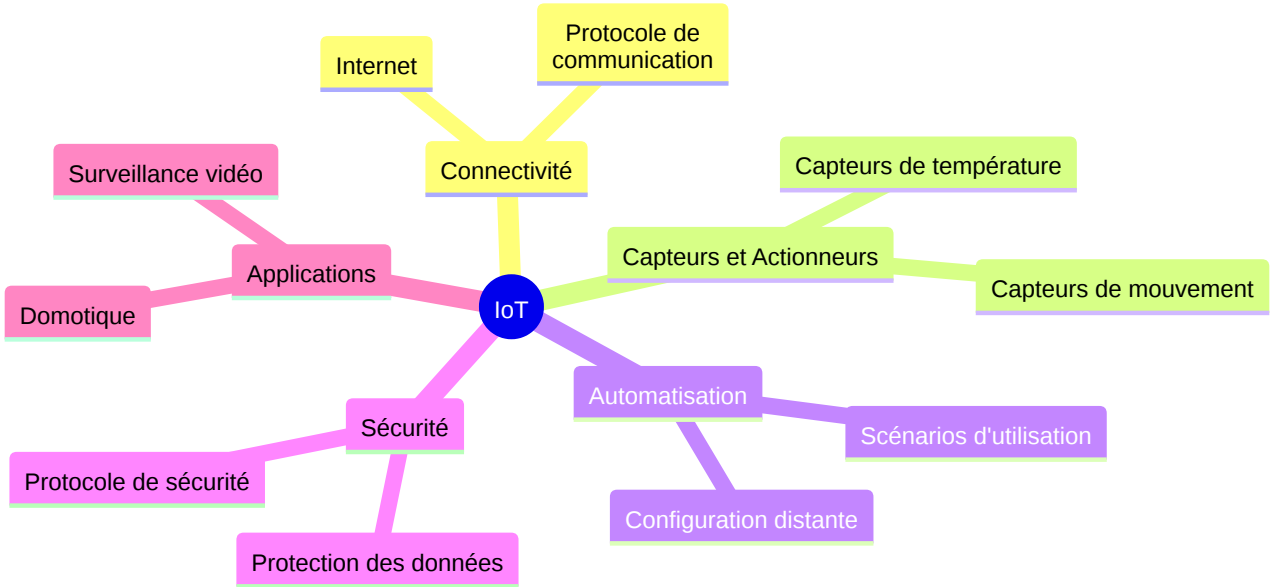 Protocole de
communication
Internet
Connectivité
Surveillance vidéo
Capteurs de température
Capteurs et Actionneurs
Applications
Capteurs de mouvement
IoT
Domotique
Automatisation
Sécurité
Scénarios d'utilisation
Protocole de sécurité
Configuration distante
Protection des données